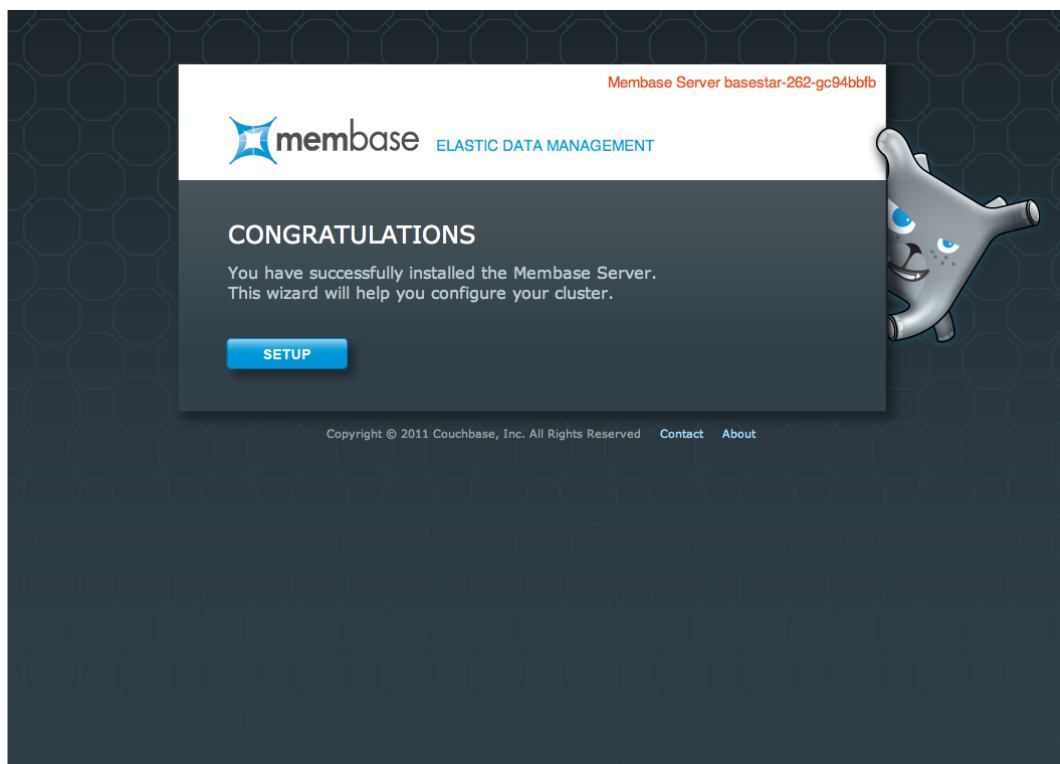 Membase Server basestar-262-gc94bbfb
membase ELASTIC DATA MANAGEMENT
CONGRATULATIONS
You have successfully installed the Membase Server.
This wizard will help you configure your cluster.
SETUP
Copyright © 2011 Couchbase, Inc. All Rights Reserved Contact About